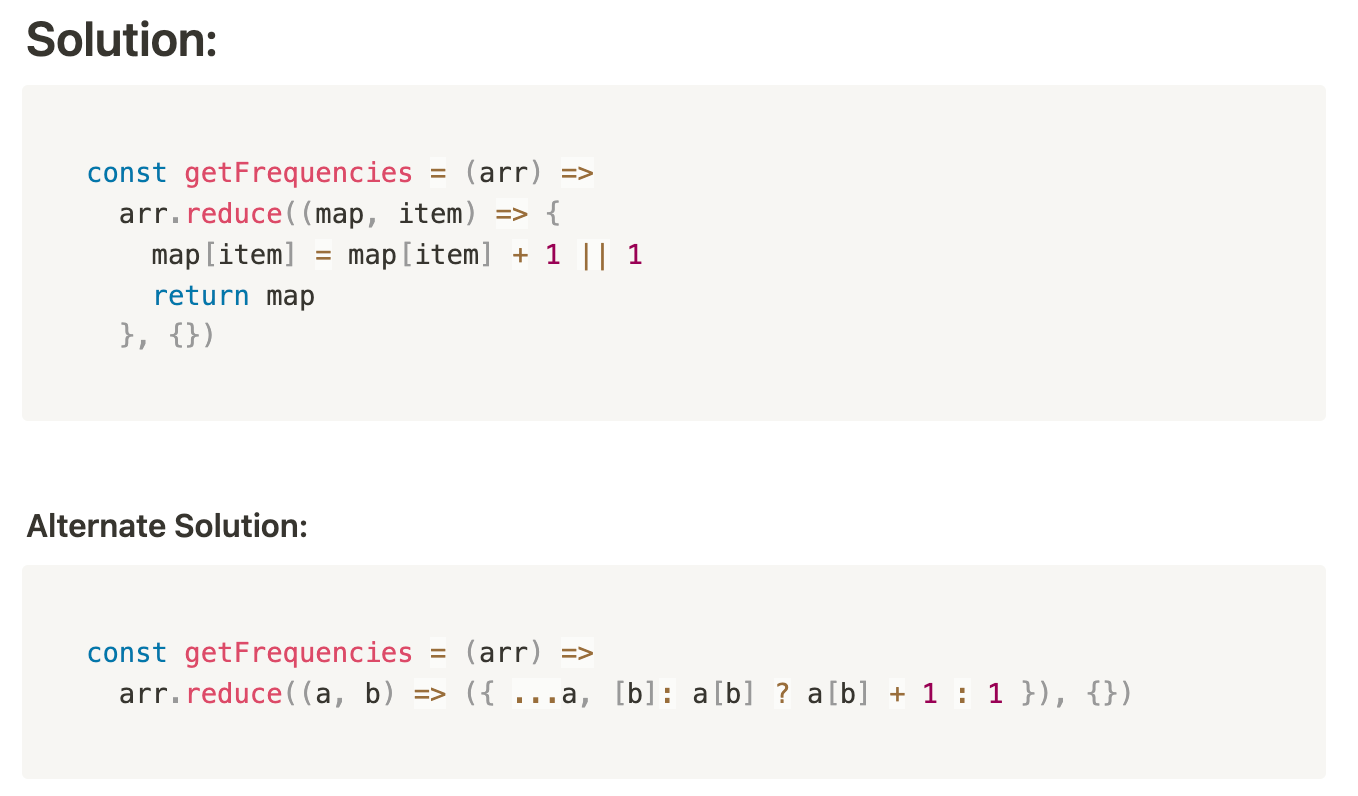 Solution:
const getFrequencies = (arr) =>
  arr.reduce((map, item) => {
    map[item] = map[item] + 1 || 1
    return map
  }, {})
Alternate Solution:
const getFrequencies = (arr) =>
  arr.reduce((a, b) => ({ ...a, [b]: a[b] ? a[b] + 1 : 1 }), {})